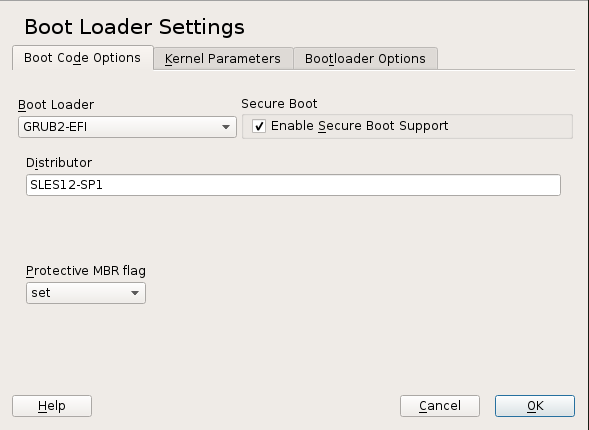 Boot Loader Settings
Boot Code Options
Kernel Parameters
Bootloader Options
Boot Loader
Secure Boot
GRUB2-EFI
Enable Secure Boot Support
Distributor
SLES12-SP1
Protective MBR flag
set
Help
Cancel
OK